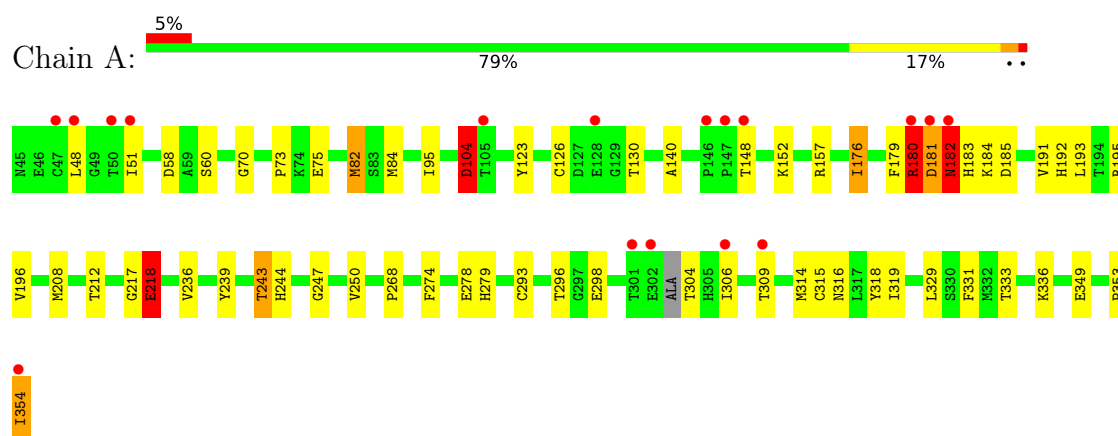 5%
Chain A:
79% 17% ••
N45 E46 C47 L48 G49 T50 I51 D58 A59 S60 G70 P73 K74 E75 M82 S83 M84 I95 D104 T105 Y123 C126 D127 E128 G129 T130 A140 P146 P147 T148 K152 R157 I176 F179 R180 D181 N182 H183 K184 D185 V191 H192 L193 T194
V196 M208 T212 G217 E218 V236 Y239 T243 H244 G247 V250 P268 F274 E278 H279 C293 T296 G297 E298 T301 E302 ALA T304 H305 I306 T309 M314 C315 N316 L317 Y318 I319 L329 S330 F331 M332 T333 K336 E349
I354